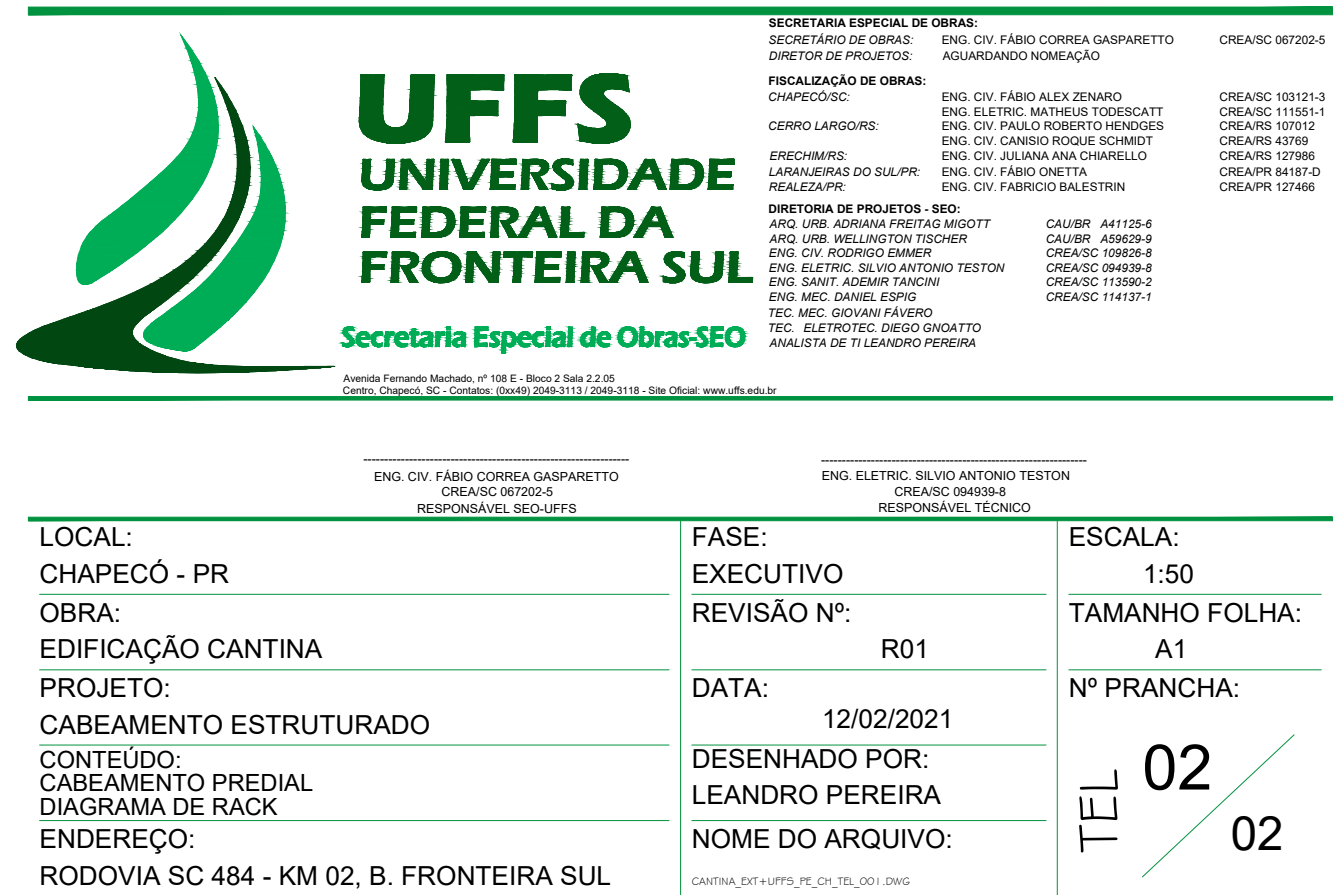 UFFS
UNIVERSIDADE
FEDERAL DA
FRONTEIRA SUL
Secretaria Especial de Obras-SEO
Avenida Fernando Machado, nº 108 E - Bloco 2 Sala 2.2.05
Centro, Chapecó, SC - Contatos: (0xx49) 2049-3113 / 2049-3118 - Site Oficial: www.uffs.edu.br
SECRETARIA ESPECIAL DE OBRAS:
SECRETÁRIO DE OBRAS: ENG. CIV. FÁBIO CORREA GASPARETTO CREA/SC 067202-5
DIRETOR DE PROJETOS: AGUARDANDO NOMEAÇÃO
FISCALIZAÇÃO DE OBRAS:
CHAPECÓ/SC: ENG. CIV. FÁBIO ALEX ZENARO CREA/SC 103121-3
ENG. ELETRIC. MATHEUS TODESCATT CREA/SC 111551-1
CERRO LARGO/RS: ENG. CIV. PAULO ROBERTO HENDGES CREA/RS 107012
ENG. CIV. CANISIO ROQUE SCHMIDT CREA/RS 43769
ERECHIM/RS: ENG. CIV. JULIANA ANA CHIARELLO CREA/RS 127986
LARANJEIRAS DO SUL/PR: ENG. CIV. FÁBIO ONETTA CREA/PR 84187-D
REALEZA/PR: ENG. CIV. FABRICIO BALESTRIN CREA/PR 127466
DIRETORIA DE PROJETOS - SEO:
ARQ. URB. ADRIANA FREITAG MIGOTT CAU/BR A41125-6
ARQ. URB. WELLINGTON TISCHER CAU/BR A59629-9
ENG. CIV. RODRIGO EMMER CREA/SC 109826-8
ENG. ELETRIC. SILVIO ANTONIO TESTON CREA/SC 094939-8
ENG. SANIT. ADEMIR TANCINI CREA/SC 113590-2
ENG. MEC. DANIEL ESPIG CREA/SC 114137-1
TEC. MEC. GIOVANI FÁVERO
TEC. ELETROTEC. DIEGO GNOATTO
ANALISTA DE TI LEANDRO PEREIRA
ENG. CIV. FÁBIO CORREA GASPARETTO
CREA/SC 067202-5
RESPONSÁVEL SEO-UFFS
ENG. ELETRIC. SILVIO ANTONIO TESTON
CREA/SC 094939-8
RESPONSÁVEL TÉCNICO
LOCAL:
CHAPECÓ - PR
FASE:
EXECUTIVO
ESCALA:
1:50
OBRA:
EDIFICAÇÃO CANTINA
REVISÃO Nº:
R01
TAMANHO FOLHA:
A1
PROJETO:
CABEAMENTO ESTRUTURADO
DATA:
12/02/2021
Nº PRANCHA:
TEL
02
02
CONTEÚDO:
CABEAMENTO PREDIAL
DIAGRAMA DE RACK
DESENHADO POR:
LEANDRO PEREIRA
ENDEREÇO:
RODOVIA SC 484 - KM 02, B. FRONTEIRA SUL
NOME DO ARQUIVO:
CANTINA_EXT+UFFS_PE_CH_TEL_001.DWG